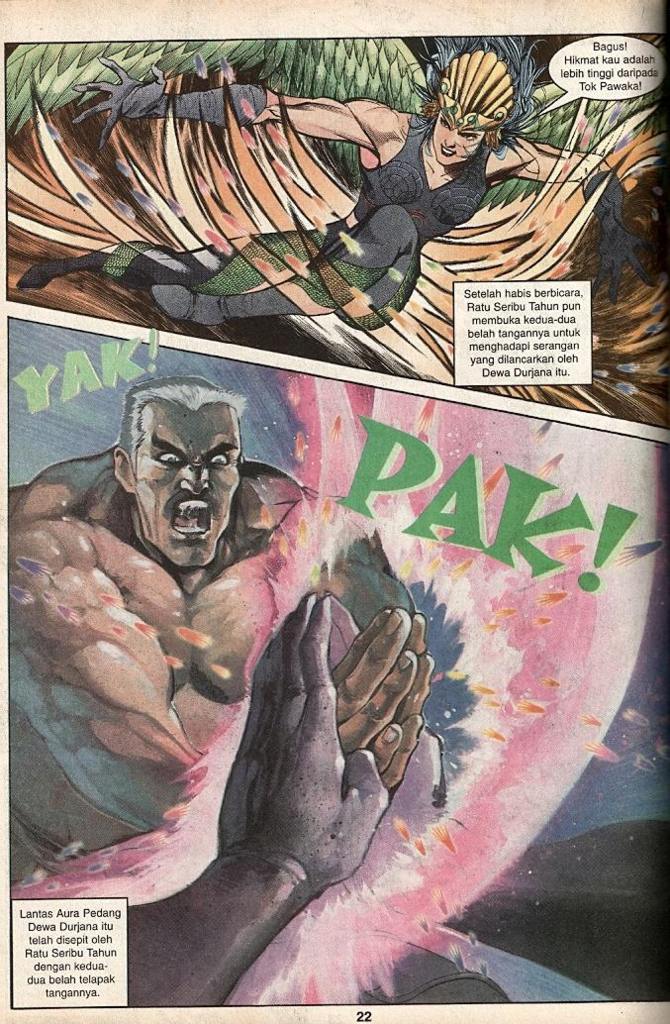 Bagus!
Hikmat kau adalah
lebih tinggi daripada
Tok Pawaka!
Setelah habis berbicara,
Ratu Seribu Tahun pun
membuka kedua-dua
belah tangannya untuk
menghadapi serangan
yang dilancarkan oleh
Dewa Durjana itu.
YAK!
PAK!
Lantas Aura Pedang
Dewa Durjana itu
telah disepit oleh
Ratu Seribu Tahun
dengan kedua-
dua belah telapak
tangannya.
22